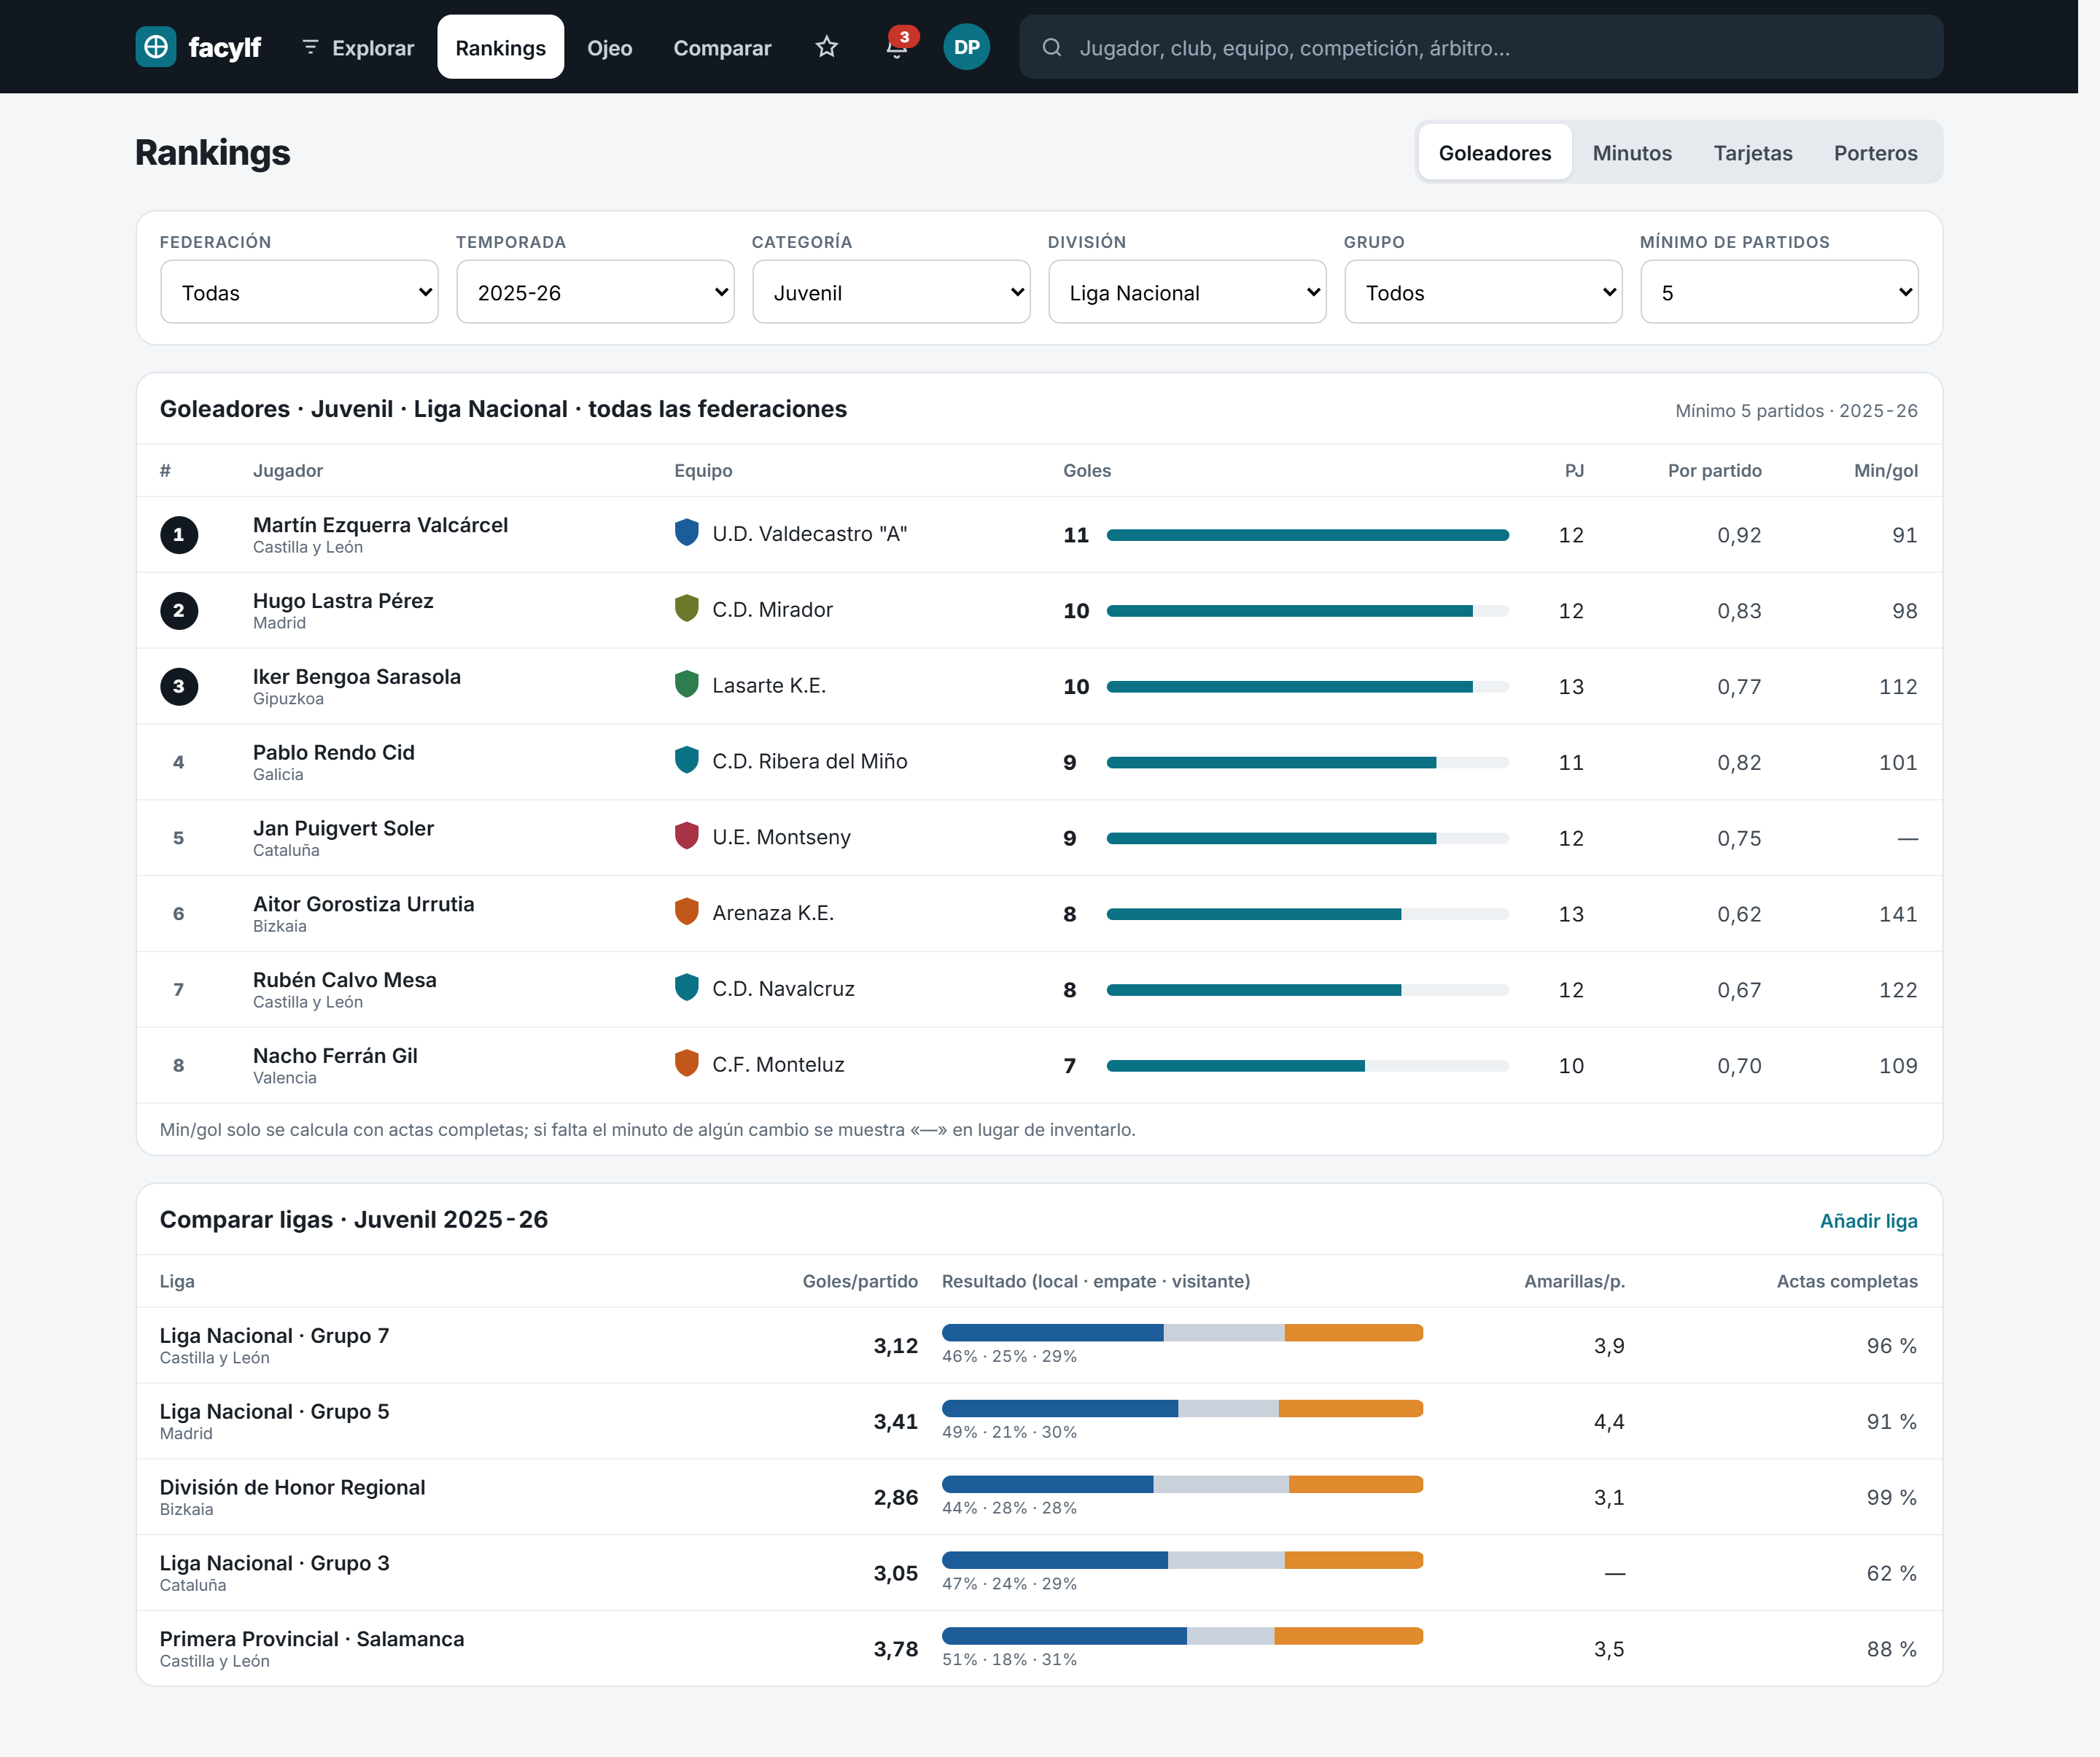 facylf Explorar Rankings Ojeo Comparar 3 DP Jugador, club, equipo, competición, árbitro...
Rankings
Goleadores Minutos Tarjetas Porteros
FEDERACIÓN TEMPORADA CATEGORÍA DIVISIÓN GRUPO MÍNIMO DE PARTIDOS
Todas 2025-26 Juvenil Liga Nacional Todos 5
Goleadores · Juvenil · Liga Nacional · todas las federaciones Mínimo 5 partidos · 2025-26
# Jugador Equipo Goles PJ Por partido Min/gol
1 Martín Ezquerra Valcárcel U.D. Valdecastro "A" 11 12 0,92 91
Castilla y León
2 Hugo Lastra Pérez C.D. Mirador 10 12 0,83 98
Madrid
3 Iker Bengoa Sarasola Lasarte K.E. 10 13 0,77 112
Gipuzkoa
4 Pablo Rendo Cid C.D. Ribera del Miño 9 11 0,82 101
Galicia
5 Jan Puigvert Soler U.E. Montseny 9 12 0,75 —
Cataluña
6 Aitor Gorostiza Urrutia Arenaza K.E. 8 13 0,62 141
Bizkaia
7 Rubén Calvo Mesa C.D. Navalcruz 8 12 0,67 122
Castilla y León
8 Nacho Ferrán Gil C.F. Monteluz 7 10 0,70 109
Valencia
Min/gol solo se calcula con actas completas; si falta el minuto de algún cambio se muestra «—» en lugar de inventarlo.
Comparar ligas · Juvenil 2025-26 Añadir liga
Liga Goles/partido Resultado (local · empate · visitante) Amarillas/p. Actas completas
Liga Nacional · Grupo 7 3,12 3,9 96 %
Castilla y León 46% · 25% · 29%
Liga Nacional · Grupo 5 3,41 4,4 91 %
Madrid 49% · 21% · 30%
División de Honor Regional 2,86 3,1 99 %
Bizkaia 44% · 28% · 28%
Liga Nacional · Grupo 3 3,05 — 62 %
Cataluña 47% · 24% · 29%
Primera Provincial · Salamanca 3,78 3,5 88 %
Castilla y León 51% · 18% · 31%